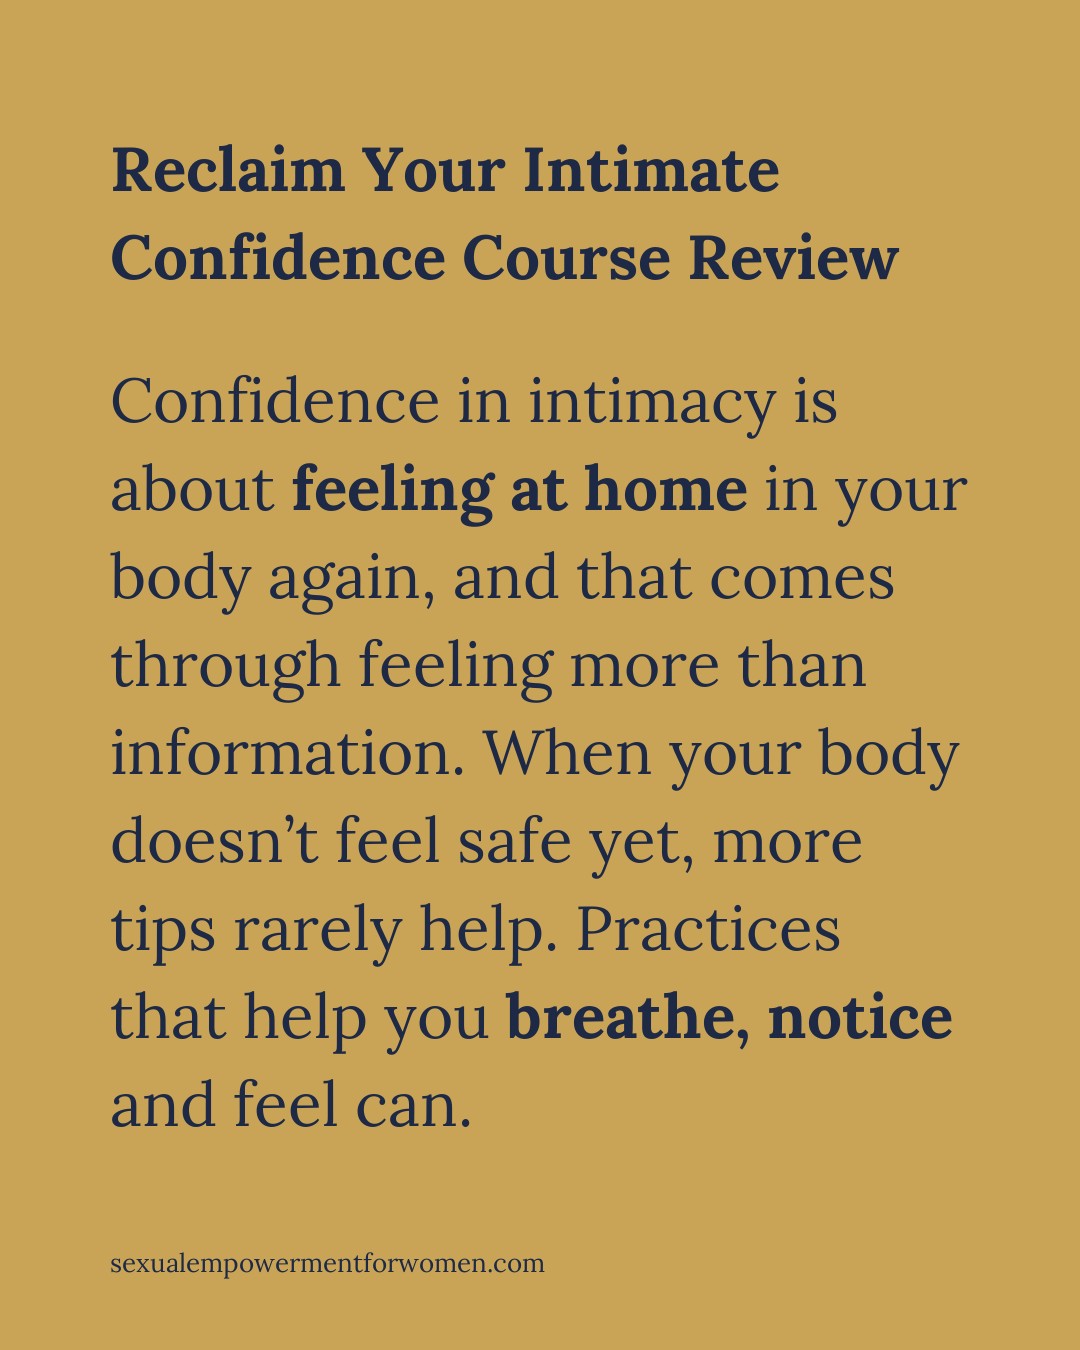 Reclaim Your Intimate
Confidence Course Review
Confidence in intimacy is
about feeling at home in your
body again, and that comes
through feeling more than
information. When your body
doesn’t feel safe yet, more
tips rarely help. Practices
that help you breathe, notice
and feel can.
sexualempowermentforwomen.com